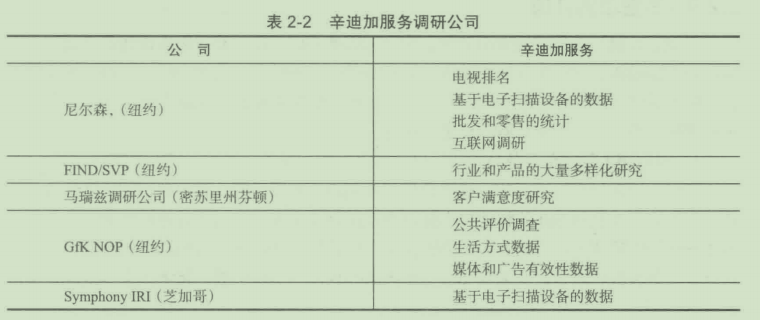 表 2-2 辛迪加服务调研公司
公 司 辛迪加服务
电视排名
基于电子扫描设备的数据
尼尔森，（纽约）
批发和零售的统计
互联网调研
FIND/SVP（纽约） 行业和产品的大量多样化研究
马瑞兹调研公司（密苏里州芬顿） 客户满意度研究
公共评价调查
GfK NOP（纽约） 生活方式数据
媒体和广告有效性数据
Symphony IRI（芝加哥） 基于电子扫描设备的数据